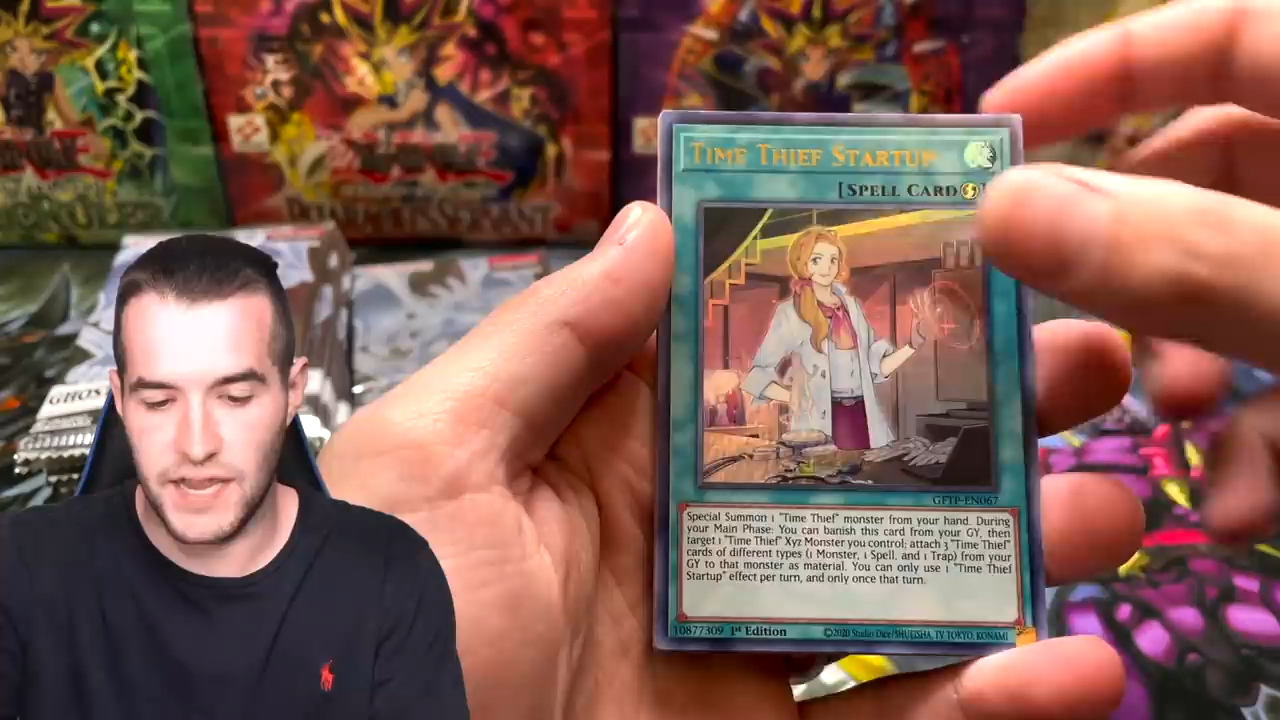 TIME THIEF STARTUP
[SPELL CARD]
GFTP-EN067
Special Summon 1 "Time Thief" monster from your hand. During
your Main Phase: You can banish this card from your GY, then
target 1 "Time Thief" Xyz Monster you control; attach 3 "Time Thief"
cards of different types (1 Monster, 1 Spell, and 1 Trap) from your
GY to that monster as material. You can only use 1 "Time Thief
Startup" effect per turn, and only once that turn.
10877309 1st Edition ©2020 Studio Dice/SHUEISHA, TV TOKYO, KONAMI
GHOS